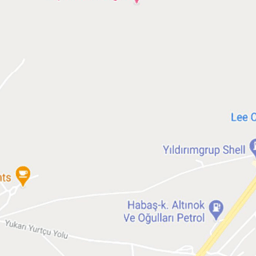 Lee C
Yıldırımgrup Shell
ats
Habaş-k. Altınok
Ve Oğulları Petrol
Yukarı Yurtçu Yolu